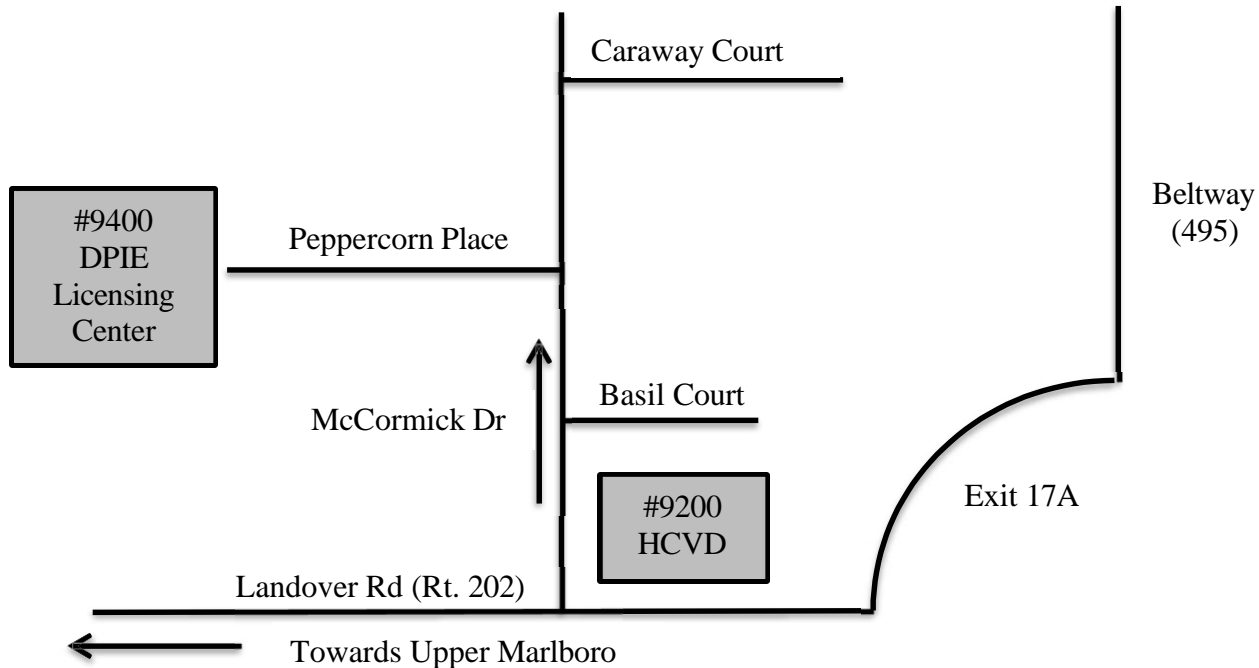 Caraway Court
Beltway
(495)
#9400
DPIE
Licensing
Center
Peppercorn Place
Basil Court
McCormick Dr
#9200
HCVD
Exit 17A
Landover Rd (Rt. 202)
Towards Upper Marlboro